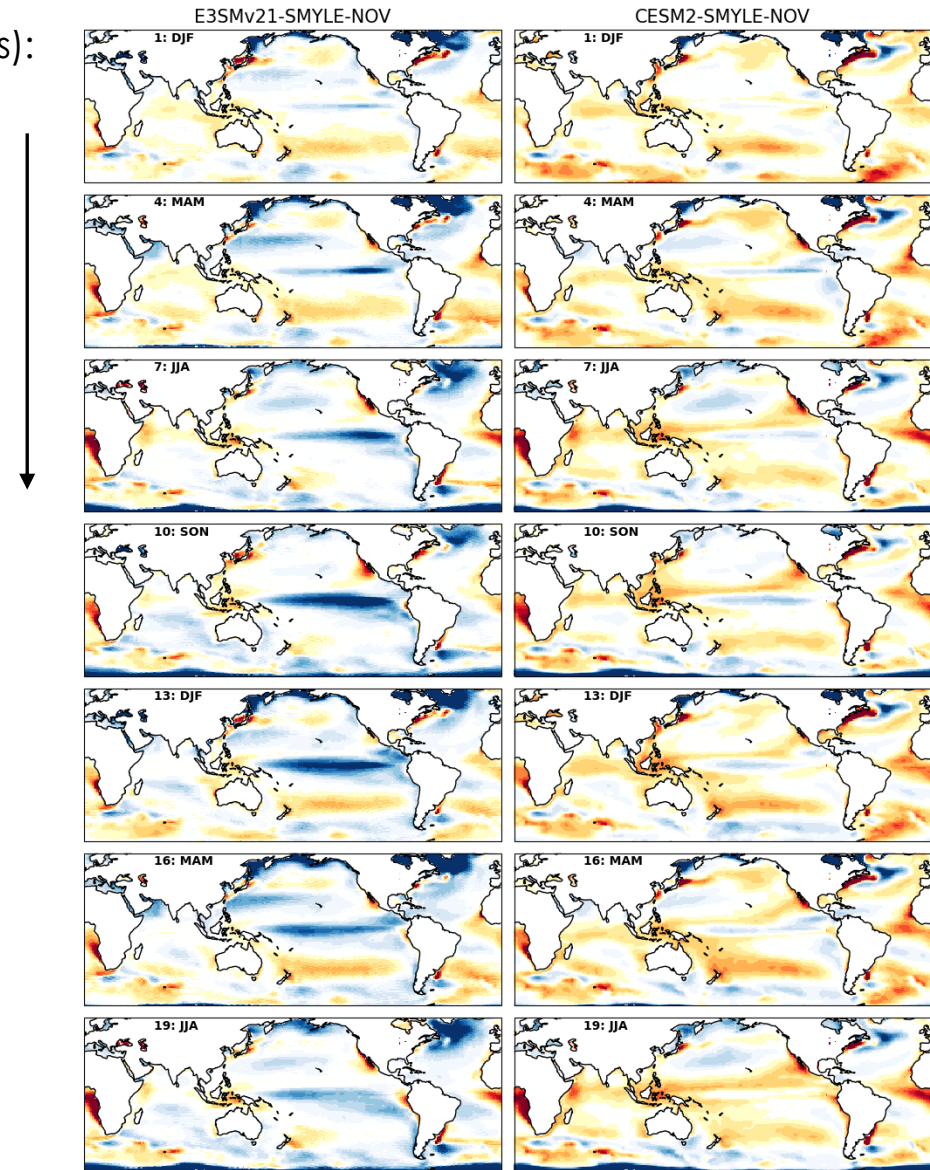 E3SMv21-SMYLE-NOV CESM2-SMYLE-NOV
s):
1: DJF 1: DJF
4: MAM 4: MAM
7: JJA 7: JJA
10: SON 10: SON
13: DJF 13: DJF
16: MAM 16: MAM
19: JJA 19: JJA